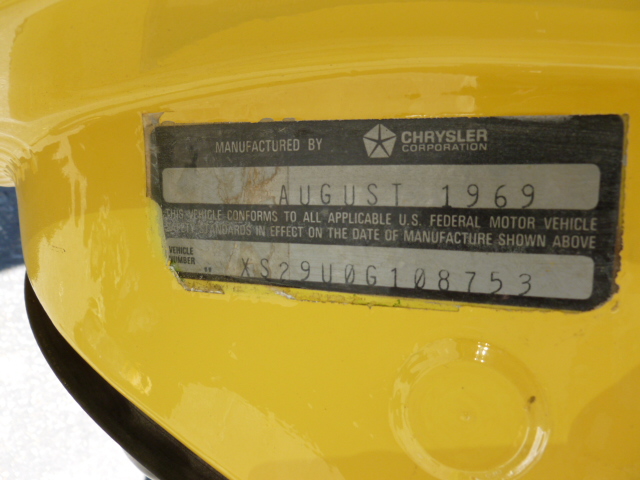 MANUFACTURED BY CHRYSLER CORPORATION
AUGUST 1969
THIS VEHICLE CONFORMS TO ALL APPLICABLE U.S. FEDERAL MOTOR VEHICLE
SAFETY STANDARDS IN EFFECT ON THE DATE OF MANUFACTURE SHOWN ABOVE
VEHICLE NUMBER XS29U0G108753